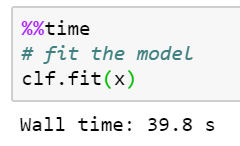 %%time
# fit the model
clf.fit(x)
Wall time: 39.8 s